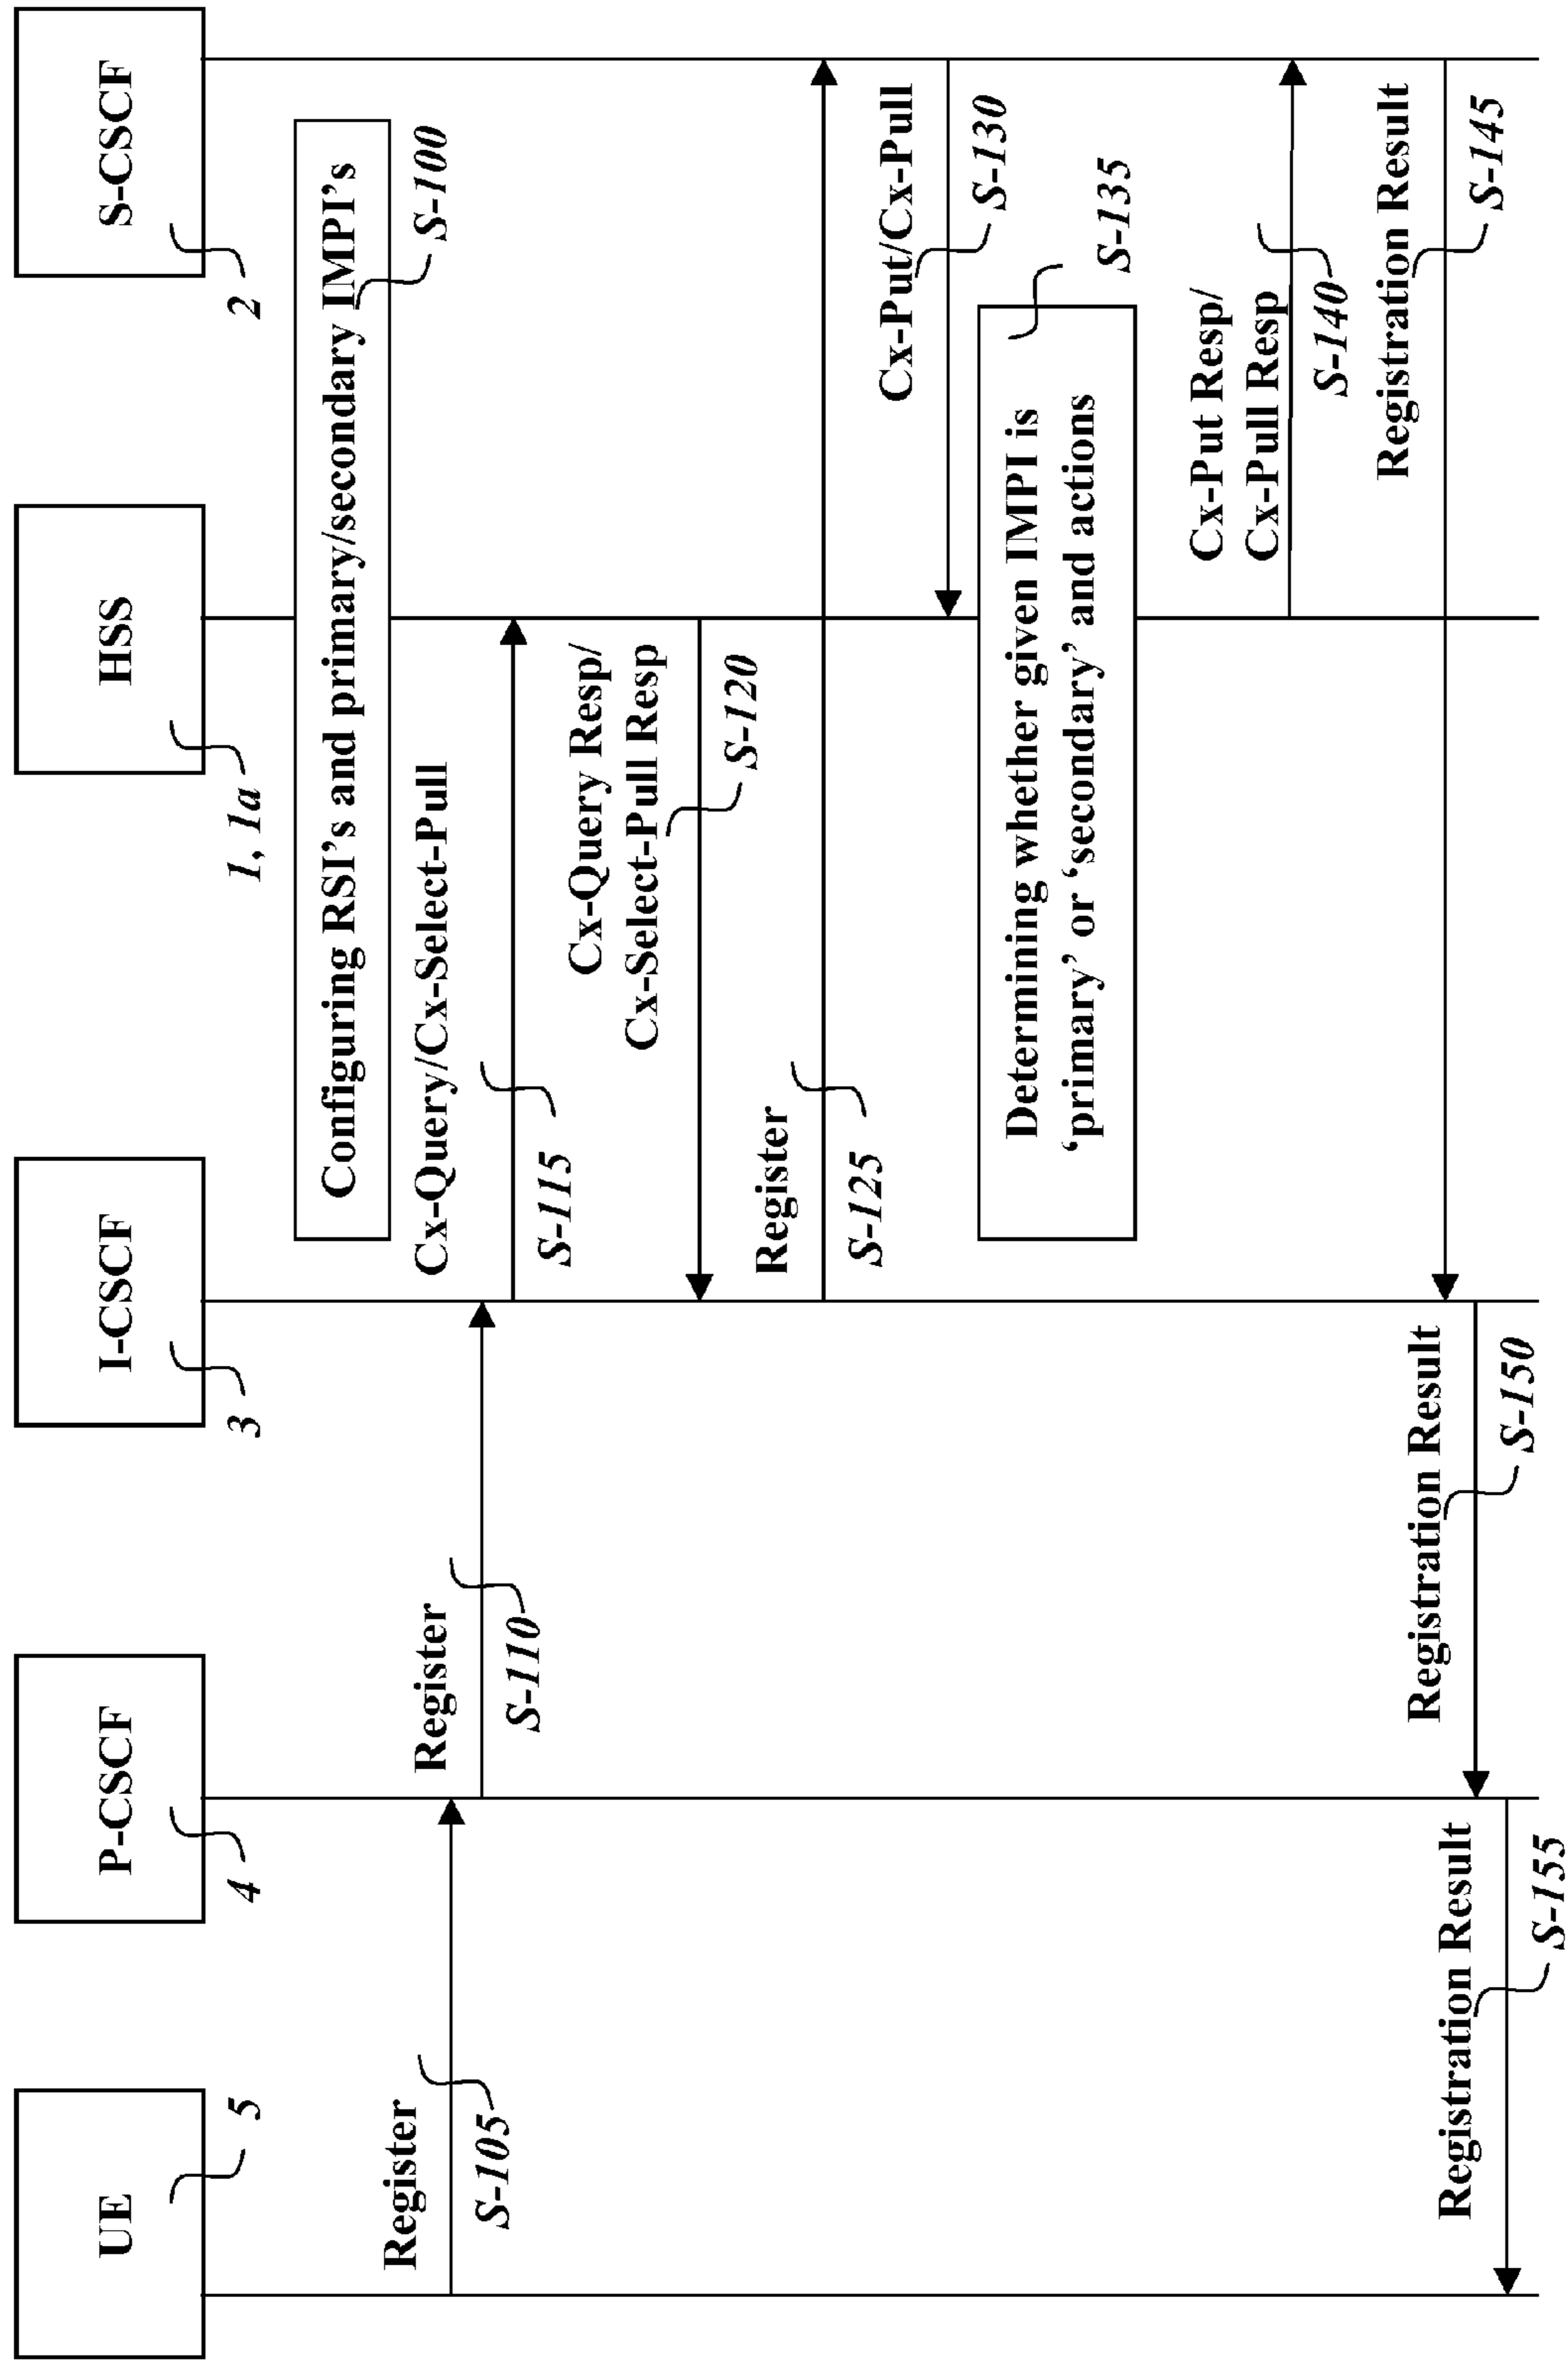 UE
P-CSCF
I-CSCF
HSS
S-CSCF
5
4
3
1, 1a
2
Configuring RSI's and primary/secondary IMPI's
S-100
Register
S-105
Register
S-110
Cx-Query/Cx-Select-Pull
S-115
Cx-Query Resp/
Cx-Select-Pull Resp
S-120
Register
S-125
Cx-Put/Cx-Pull
S-130
Determining whether given IMPI is
‘primary’ or ‘secondary’ and actions
S-135
Cx-Put Resp/
Cx-Pull Resp
S-140
Registration Result
S-145
Registration Result
S-150
Registration Result
S-155